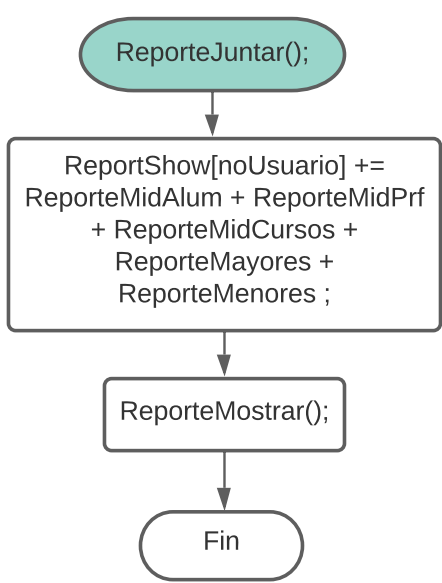 ReporteJuntar();
ReportShow[noUsuario] +=
ReporteMidAlum + ReporteMidPrf
+ ReporteMidCursos +
ReporteMayores +
ReporteMenores ;
ReporteMostrar();
Fin